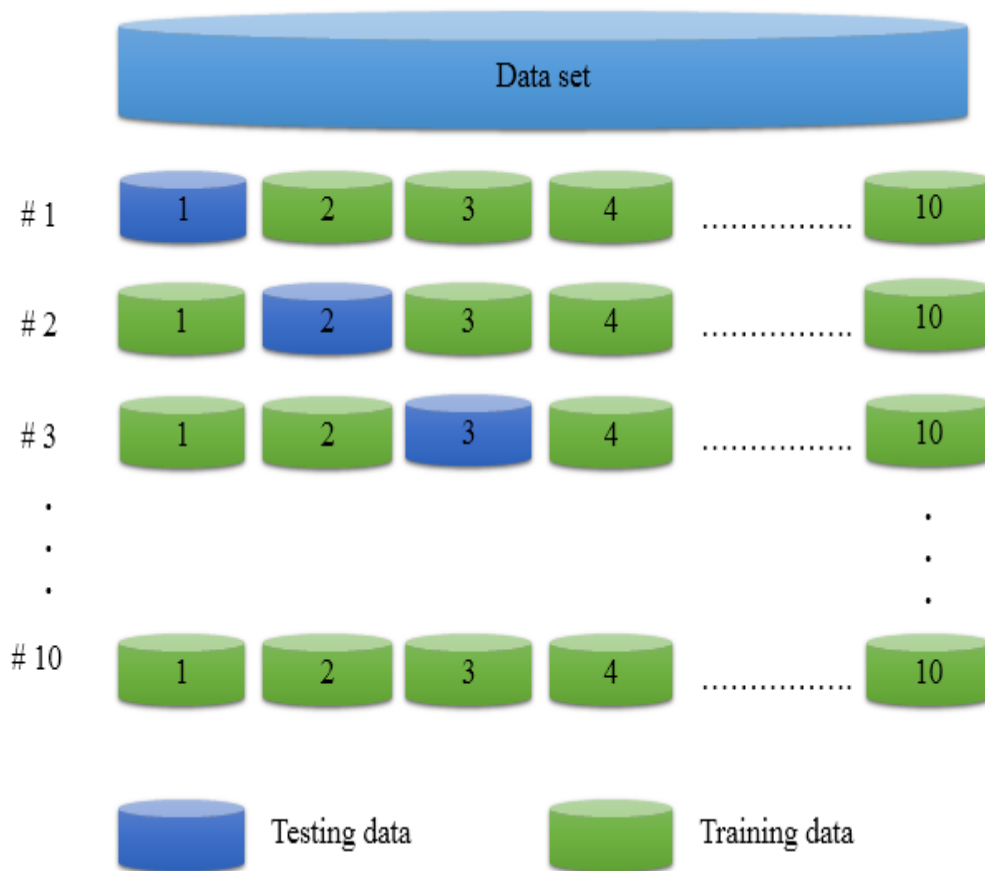 Data set
# 1 1 2 3 4 ................ 10
# 2 1 2 3 4 ................ 10
# 3 1 2 3 4 ................ 10
. .
. .
. .
# 10 1 2 3 4 ................ 10
Testing data Training data